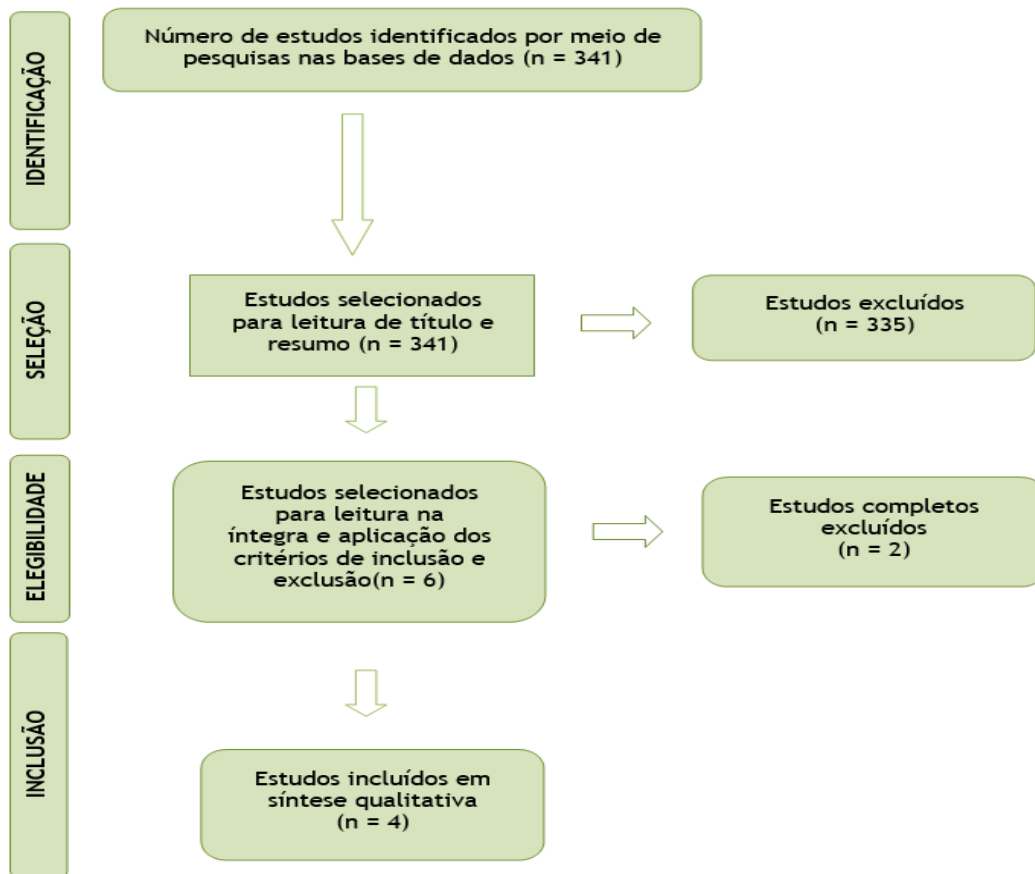 IDENTIFICAÇÃO
Número de estudos identificados por meio de
pesquisas nas bases de dados (n = 341)
SELEÇÃO
Estudos selecionados
para leitura de título e
resumo (n = 341)
Estudos excluídos
(n = 335)
ELEGIBILIDADE
Estudos selecionados
para leitura na
íntegra e aplicação dos
critérios de inclusão e
exclusão(n = 6)
Estudos completos
excluídos
(n = 2)
INCLUSÃO
Estudos incluídos em
síntese qualitativa
(n = 4)